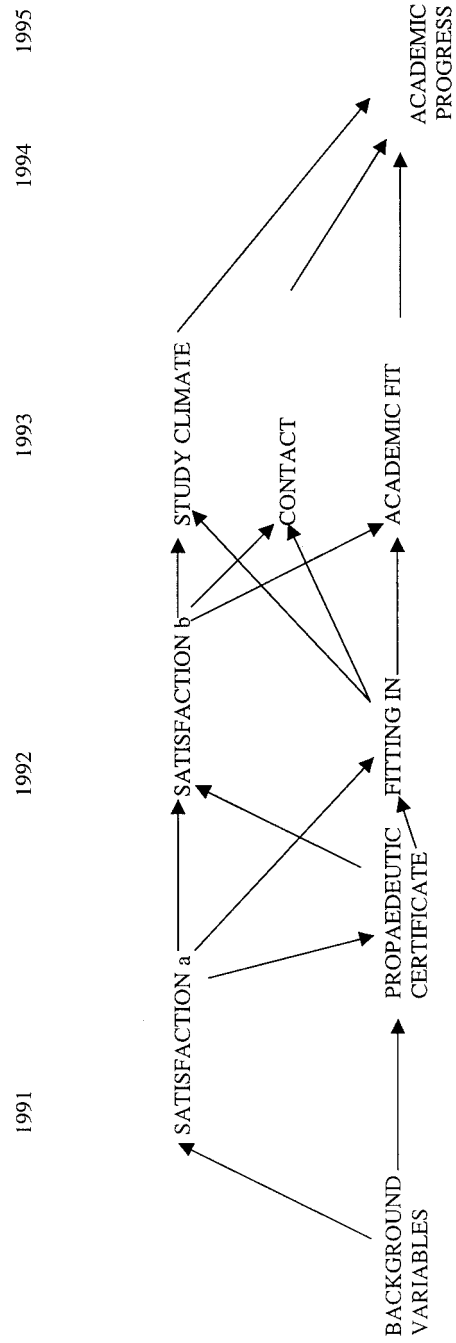 1991
1992
1993
1994
1995
SATISFACTION a
SATISFACTION b
STUDY CLIMATE
CONTACT
BACKGROUND
VARIABLES
PROPAEDEUTIC
CERTIFICATE
FITTING IN
ACADEMIC FIT
ACADEMIC
PROGRESS